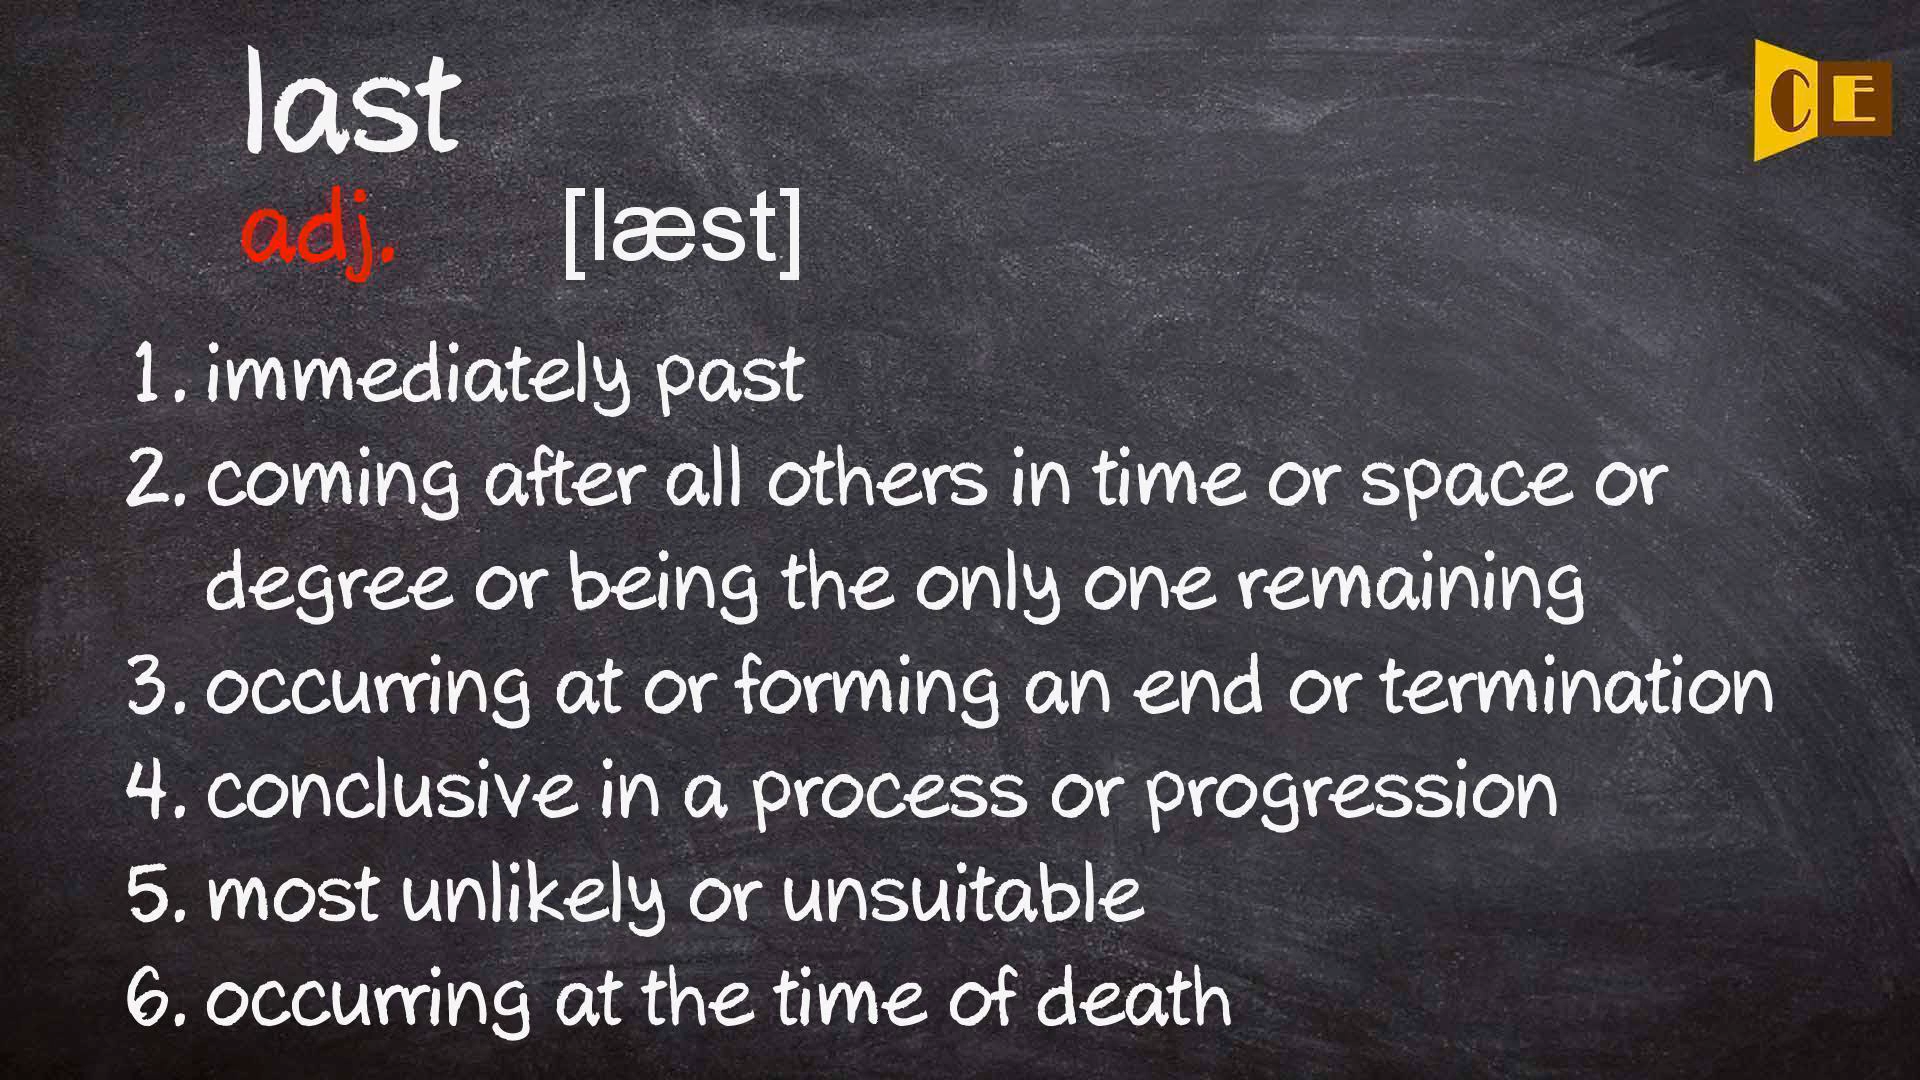 last
CE
adj. [læst]
1. immediately past
2. coming after all others in time or space or
degree or being the only one remaining
3. occurring at or forming an end or termination
4. conclusive in a process or progression
5. most unlikely or unsuitable
6. occurring at the time of death